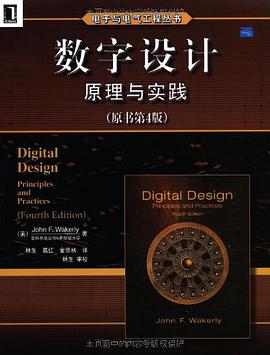 电子与电气工程丛书
数字设计
原理与实践
(原书第4版)
Digital
Design
Principles and
Practices
(Fourth Edition)
(美) John F. Wakerly 著
林生 葛红 金京林 译
林生 审校
Digital Design
Principles and Practices
Fourth Edition
John F. Wakerly
本页面中的内容受版权保护